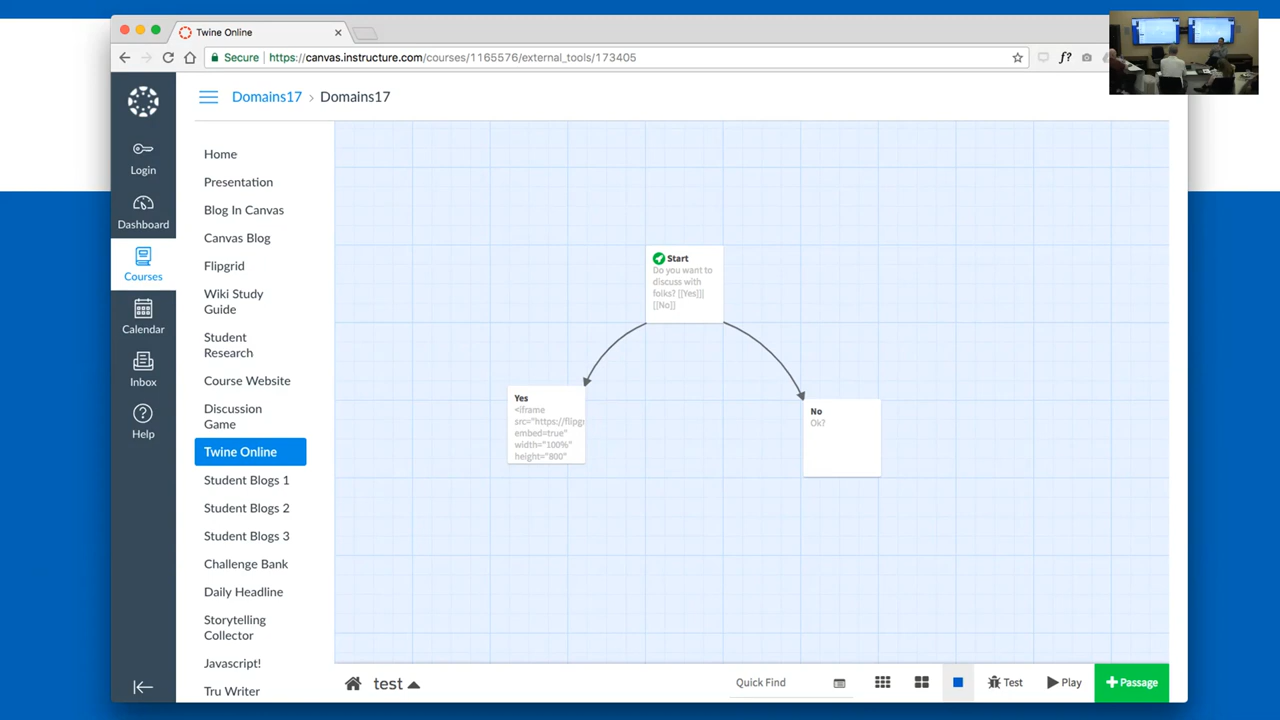 Twine Online
Secure https://canvas.instructure.com/courses/1165576/external_tools/173405
f?
Domains17 > Domains17
Login
Dashboard
Courses
Calendar
Inbox
Help
Home
Presentation
Blog In Canvas
Canvas Blog
Flipgrid
Wiki Study
Guide
Student
Research
Course Website
Discussion
Game
Twine Online
Student Blogs 1
Student Blogs 2
Student Blogs 3
Challenge Bank
Daily Headline
Storytelling
Collector
Javascript!
Tru Writer
Start
Do you want to
discuss with
folks? [[Yes]]]
[[No]]
Yes
<iframe
src="https://flipg
embed=true"
width="100%"
height="800"
No
Ok?
test
Quick Find
Test
Play
+Passage